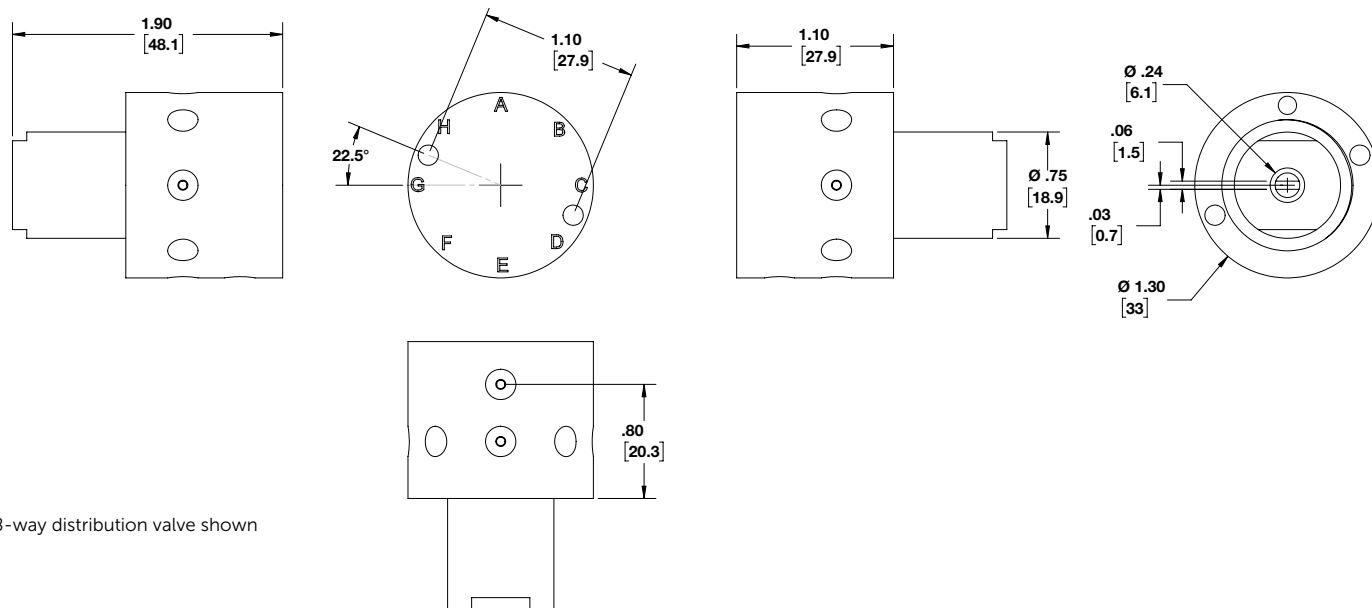 1.90
[48.1]
1.10
[27.9]
22.5°
A
B
C
D
E
F
G
H
1.10
[27.9]
Ø .75
[18.9]
Ø .24
[6.1]
.06
[1.5]
.03
[0.7]
Ø 1.30
[33]
.80
[20.3]
-way distribution valve shown